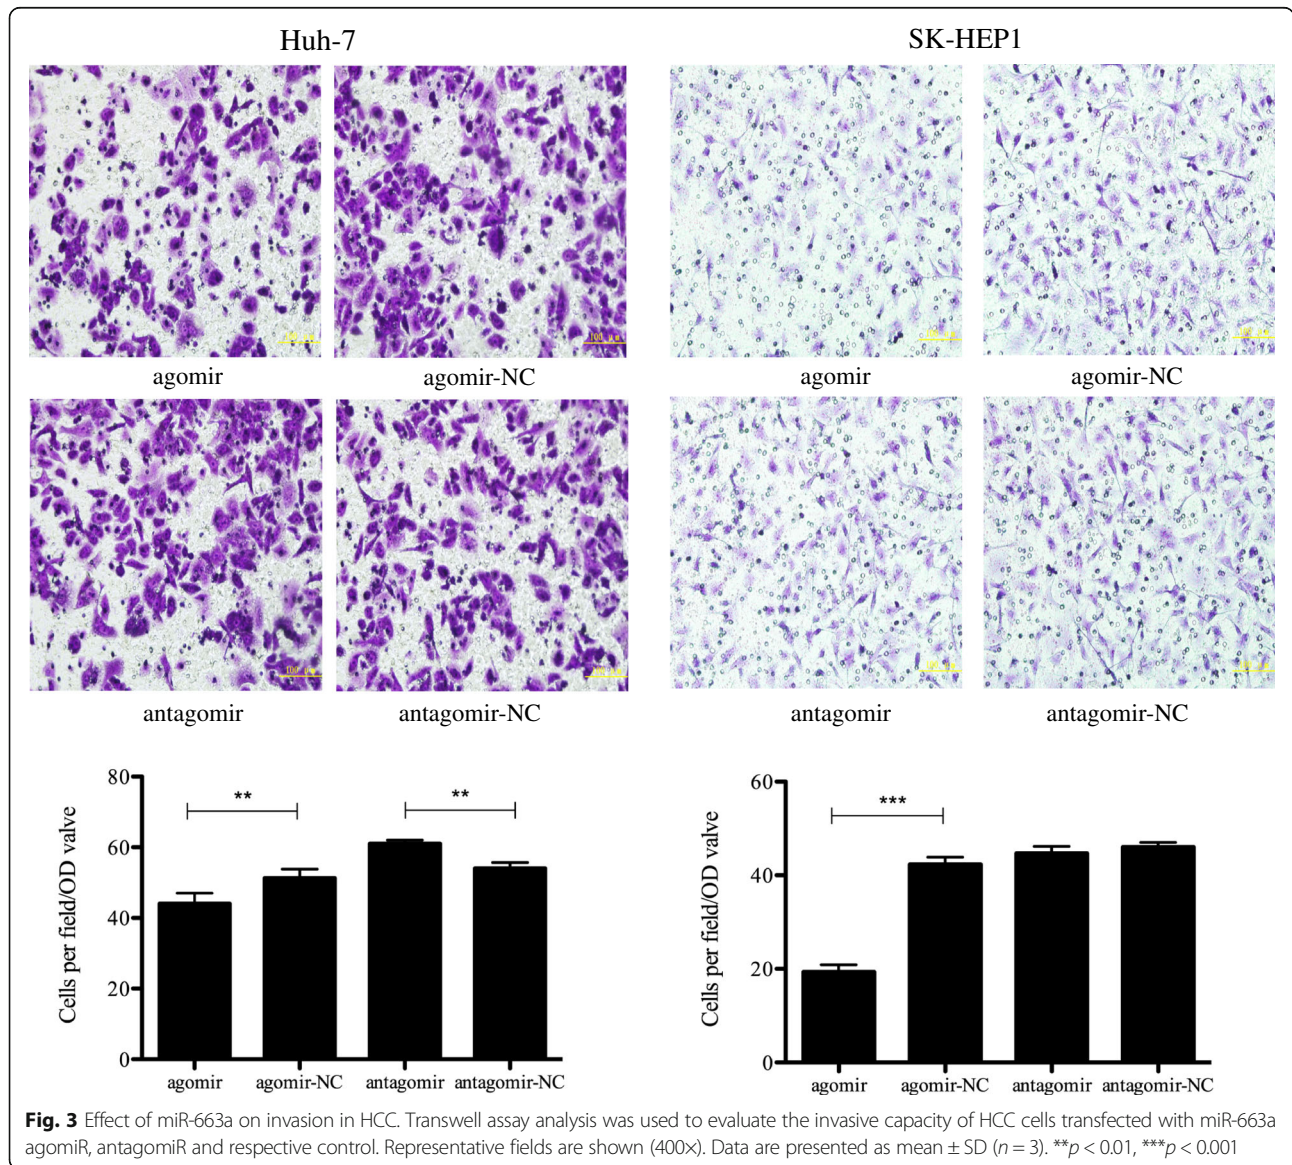 Huh-7
SK-HEP1
100 μm
agomir
agomir-NC
agomir
agomir-NC
100 μm
antagomir
antagomir-NC
antagomir
antagomir-NC
80
60
40
20
0
Cells per field/OD valve
**
**
agomir
agomir-NC
antagomir
antagomir-NC
60
40
20
0
Cells per field/OD valve
***
agomir
agomir-NC
antagomir
antagomir-NC
Fig. 3 Effect of miR-663a on invasion in HCC. Transwell assay analysis was used to evaluate the invasive capacity of HCC cells transfected with miR-663a
agomiR, antagomiR and respective control. Representative fields are shown (400×). Data are presented as mean ± SD (n = 3). **p < 0.01, ***p < 0.001